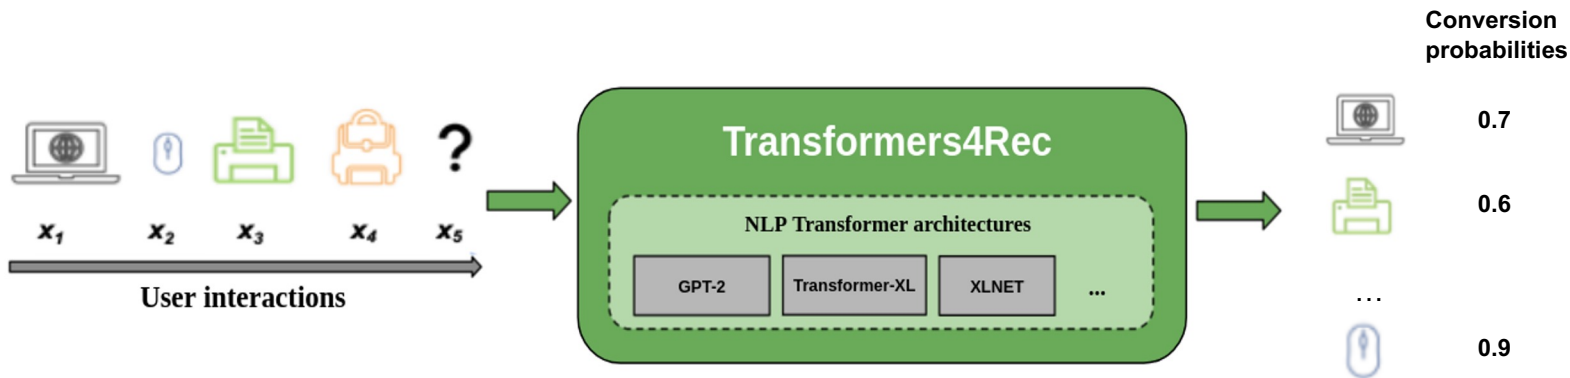 Conversion
probabilities
Transformers4Rec
NLP Transformer architectures
GPT-2
Transformer-XL
XLNET
...
?
x1
x2
x3
x4
x5
User interactions
0.7
0.6
...
0.9